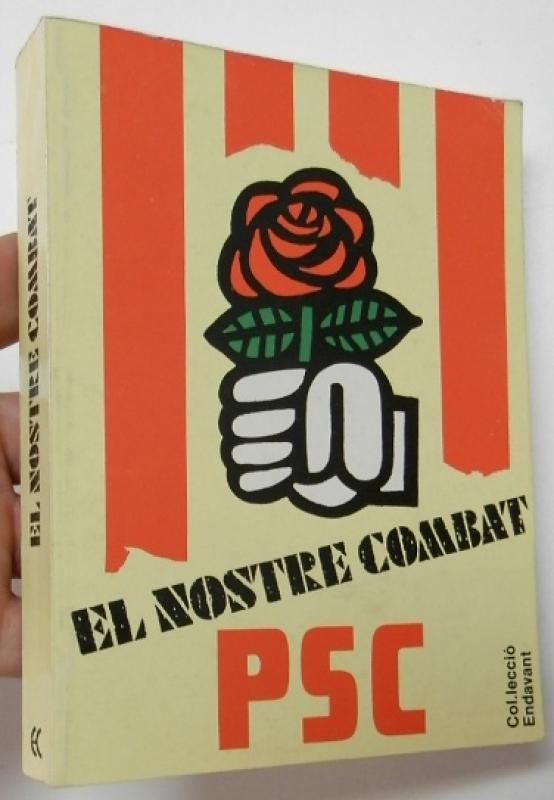 EL NOSTRE COMBAT
EL NOSTRE COMBAT
PSC
Col.lecció
Endavant